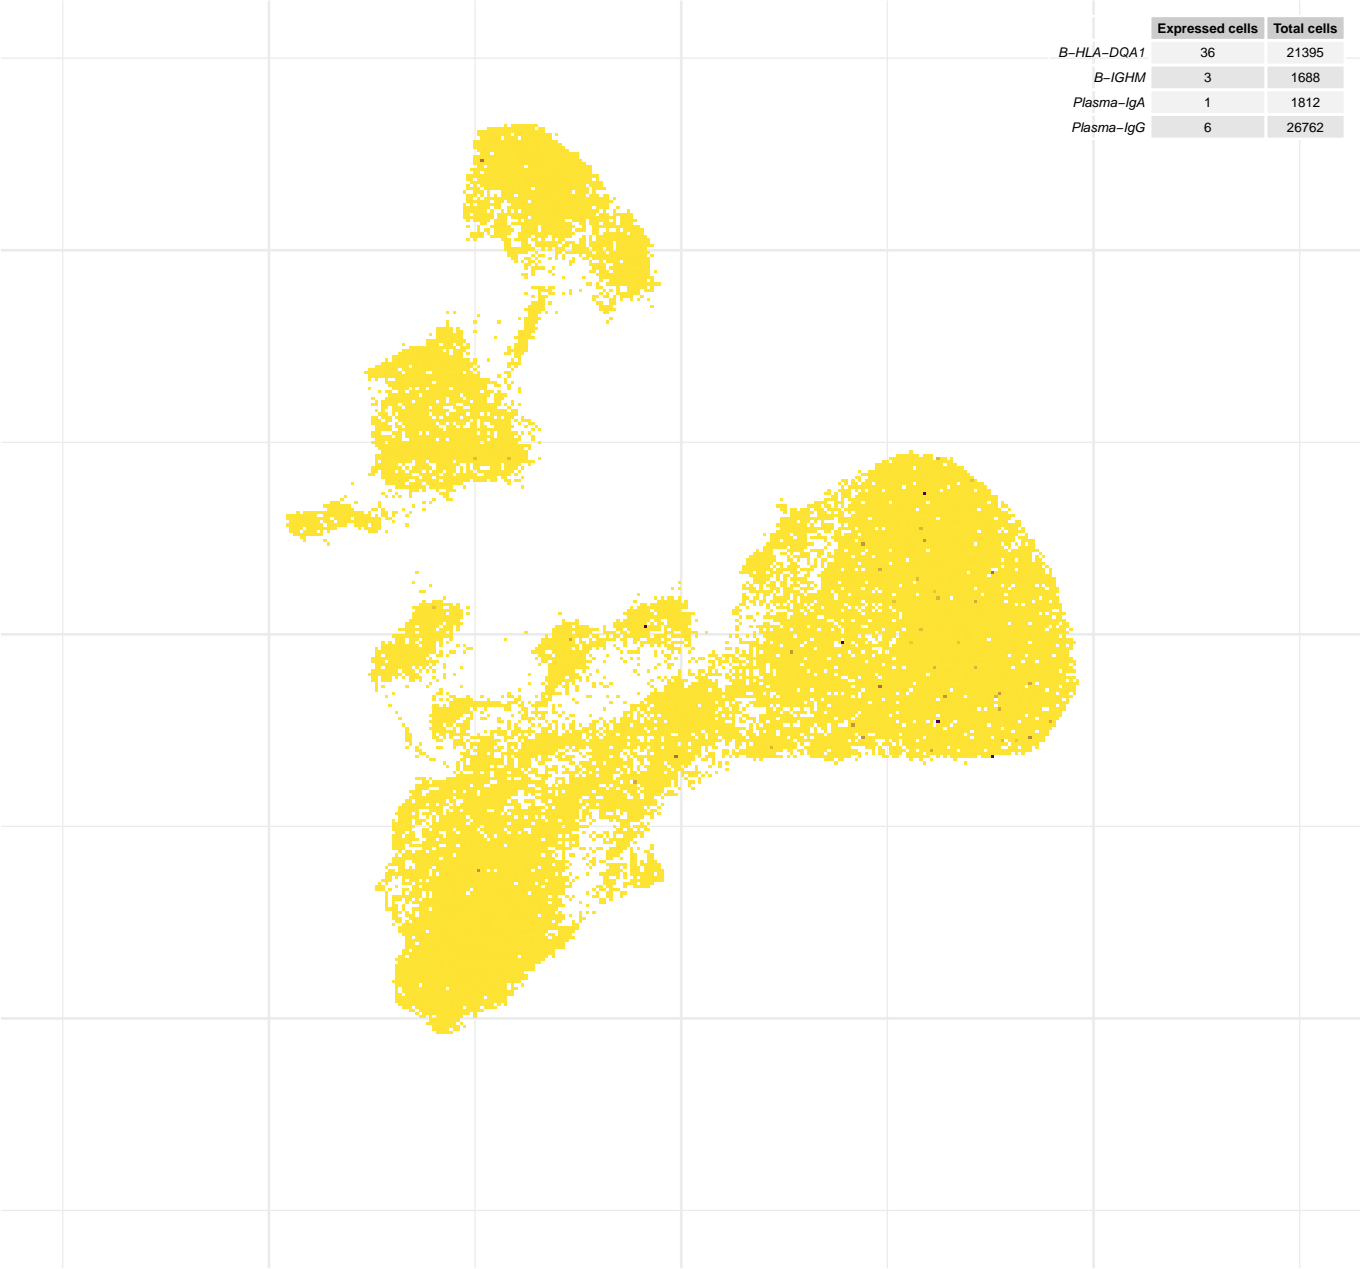 Expressed cells Total cells
B−HLA−DQA1 36 21395
B−IGHM 3 1688
Plasma−IgA 1 1812
Plasma−IgG 6 26762